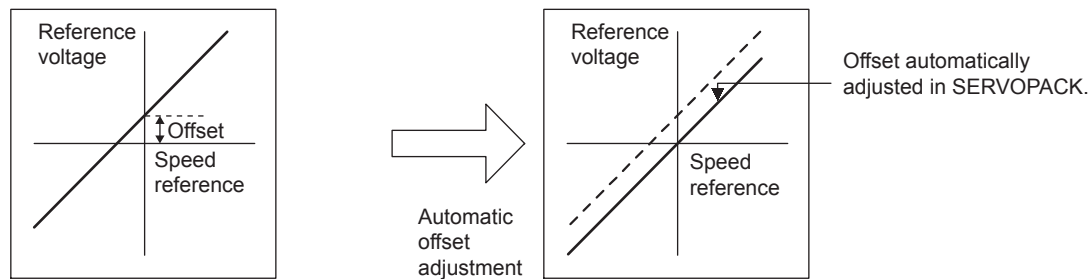 Reference
voltage
Offset
Speed
reference
Automatic
offset
adjustment
Reference
voltage
Speed
reference
Offset automatically
adjusted in SERVOPACK.